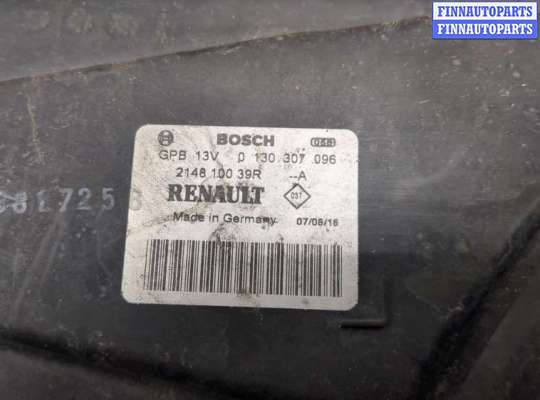 FINNAUTOPARTS
FINNAUTOPARTS
BOSCH
GPB 13V 0 130 307 096
2148 100 39R --A
RENAULT
037
Made in Germany 07/08/16